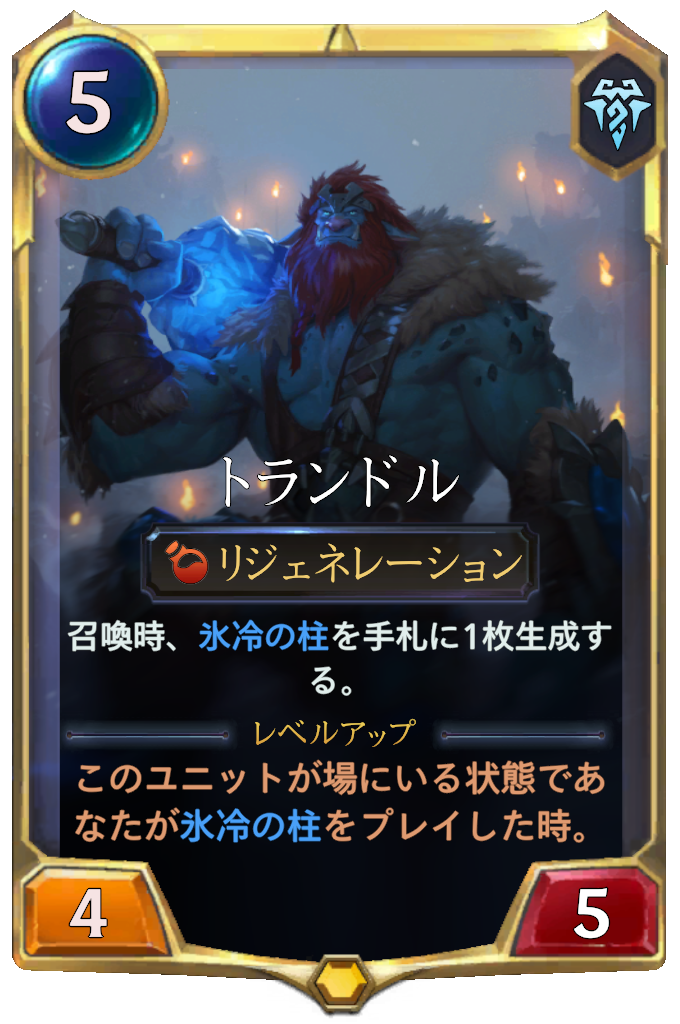 5
トランドル
リジェネレーション
召喚時、氷冷の柱を手札に1枚生成す
る。
レベルアップ
このユニットが場にいる状態であ
なたが氷冷の柱をプレイした時。
4
5